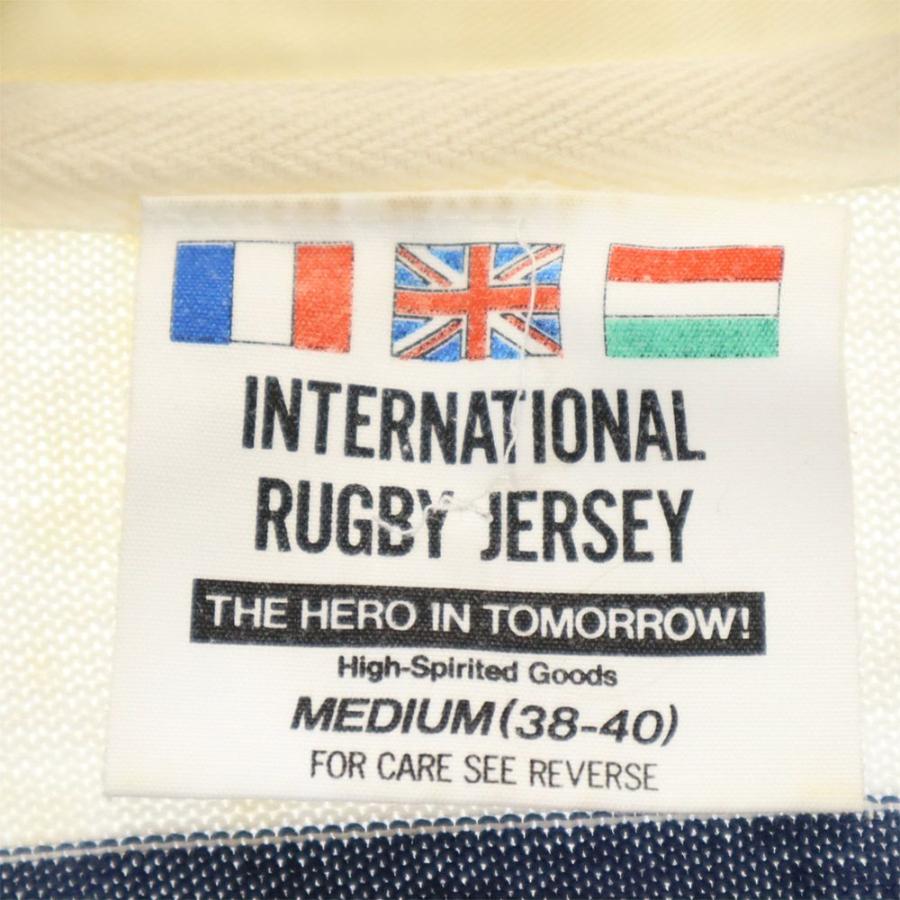 INTERNATIONAL
RUGBY JERSEY
THE HERO IN TOMORROW!
High-Spirited Goods
MEDIUM(38-40)
FOR CARE SEE REVERSE